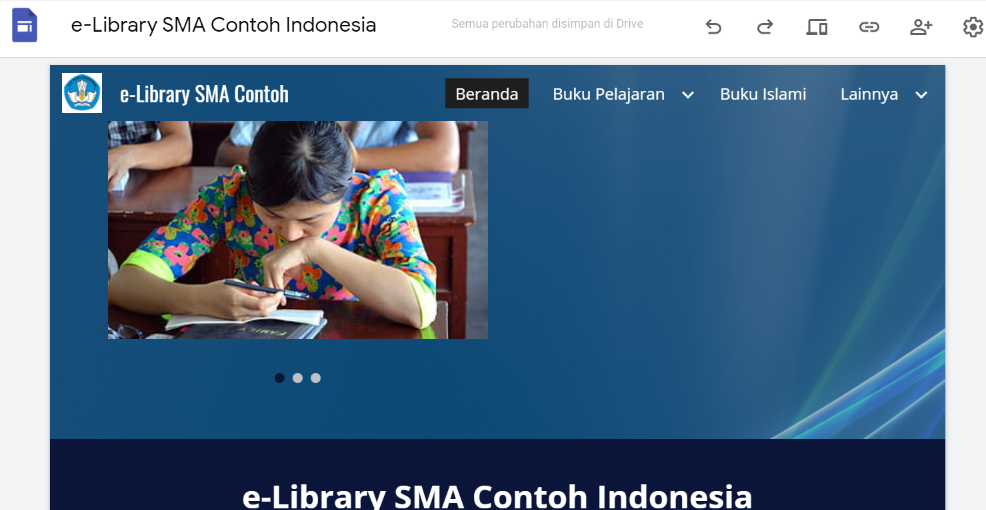 e-Library SMA Contoh Indonesia
Semua perubahan disimpan di Drive
e-Library SMA Contoh
Beranda
Buku Pelajaran
Buku Islami
Lainnya
FAMILY
e-Library SMA Contoh Indonesia